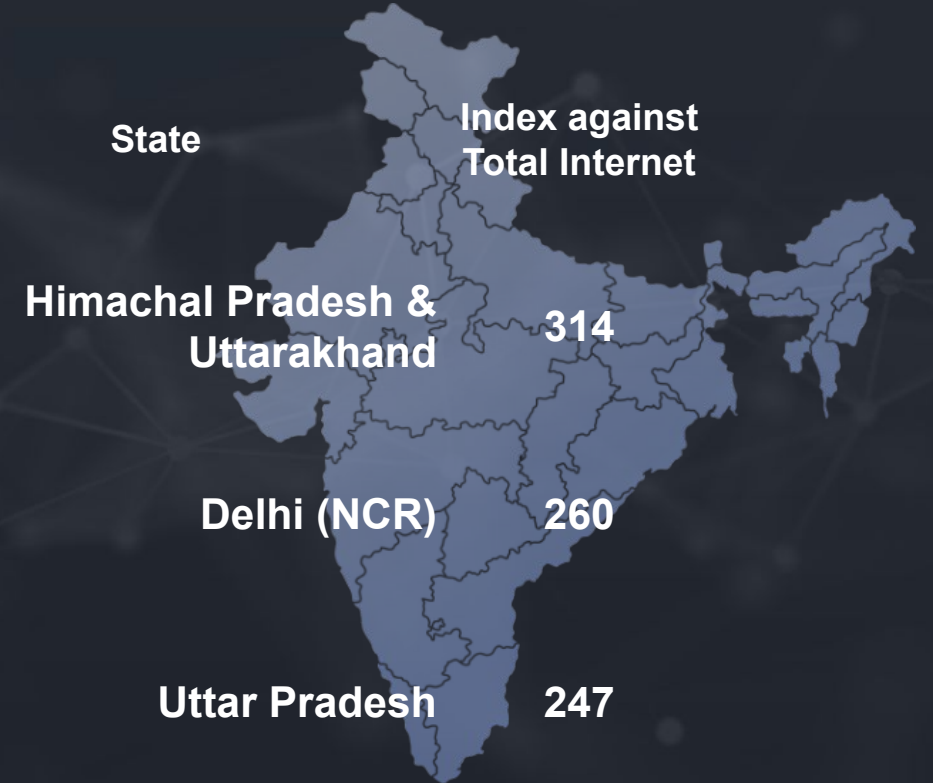 State
Index against
Total Internet
Himachal Pradesh &
Uttarakhand
314
Delhi (NCR)
260
Uttar Pradesh
247